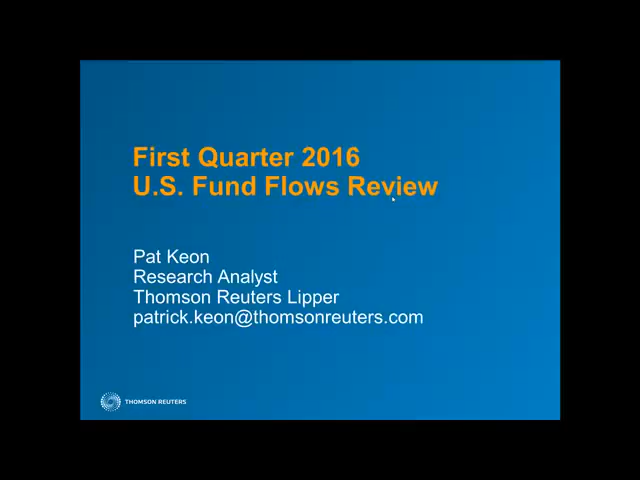 First Quarter 2016
U.S. Fund Flows Review
Pat Keon
Research Analyst
Thomson Reuters Lipper
patrick.keon@thomsonreuters.com
THOMSON REUTERS